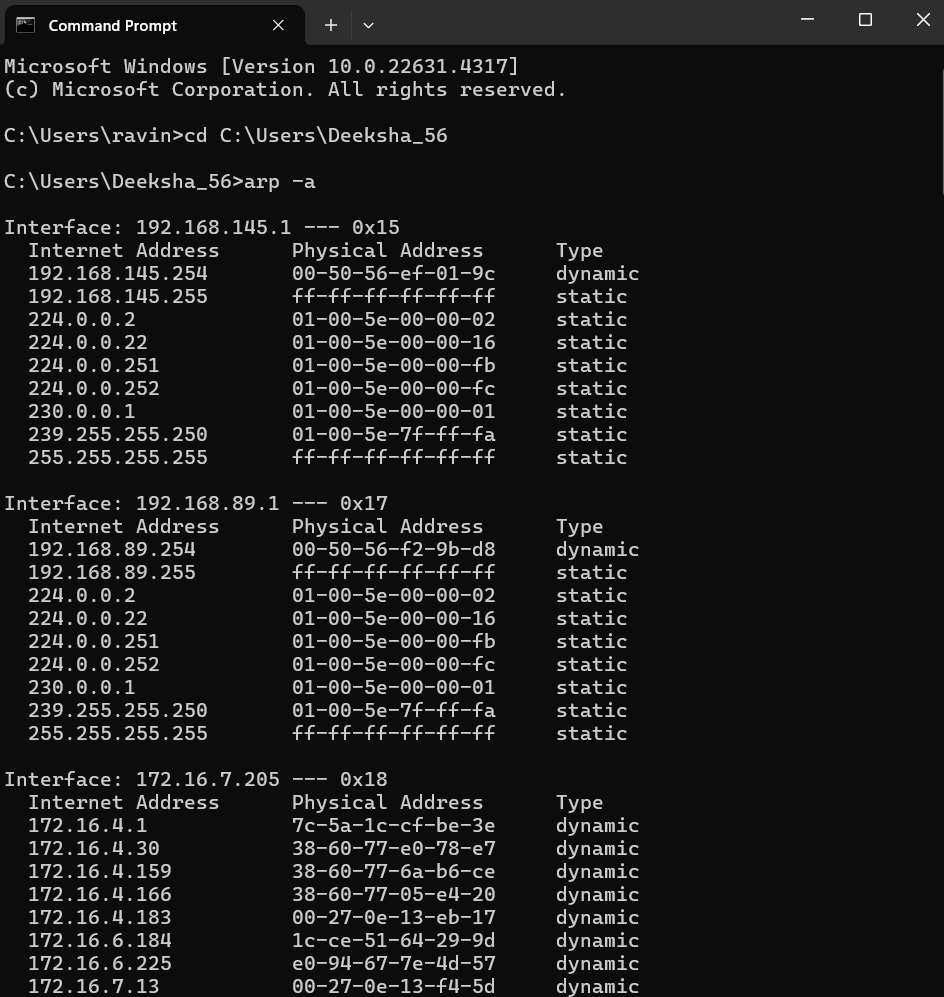 Command Prompt
Microsoft Windows [Version 10.0.22631.4317]
(c) Microsoft Corporation. All rights reserved.
C:\Users\ravin>cd C:\Users\Deeksha_56
C:\Users\Deeksha_56>arp -a
Interface: 192.168.145.1 --- 0x15
Internet Address Physical Address Type
192.168.145.254 00-50-56-ef-01-9c dynamic
192.168.145.255 ff-ff-ff-ff-ff-ff static
224.0.0.2 01-00-5e-00-00-02 static
224.0.0.22 01-00-5e-00-00-16 static
224.0.0.251 01-00-5e-00-00-fb static
224.0.0.252 01-00-5e-00-00-fc static
230.0.0.1 01-00-5e-00-00-01 static
239.255.255.250 01-00-5e-7f-ff-fa static
255.255.255.255 ff-ff-ff-ff-ff-ff static
Interface: 192.168.89.1 --- 0x17
Internet Address Physical Address Type
192.168.89.254 00-50-56-f2-9b-d8 dynamic
192.168.89.255 ff-ff-ff-ff-ff-ff static
224.0.0.2 01-00-5e-00-00-02 static
224.0.0.22 01-00-5e-00-00-16 static
224.0.0.251 01-00-5e-00-00-fb static
224.0.0.252 01-00-5e-00-00-fc static
230.0.0.1 01-00-5e-00-00-01 static
239.255.255.250 01-00-5e-7f-ff-fa static
255.255.255.255 ff-ff-ff-ff-ff-ff static
Interface: 172.16.7.205 --- 0x18
Internet Address Physical Address Type
172.16.4.1 7c-5a-1c-cf-be-3e dynamic
172.16.4.30 38-60-77-e0-78-e7 dynamic
172.16.4.159 38-60-77-6a-b6-ce dynamic
172.16.4.166 38-60-77-05-e4-20 dynamic
172.16.4.183 00-27-0e-13-eb-17 dynamic
172.16.6.184 1c-ce-51-64-29-9d dynamic
172.16.6.225 e0-94-67-7e-4d-57 dynamic
172.16.7.13 00-27-0e-13-f4-5d dynamic